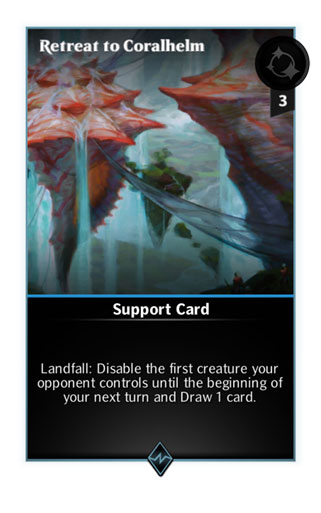 Retreat to Coralhelm
3
Support Card
Landfall: Disable the first creature your
opponent controls until the beginning of
your next turn and Draw 1 card.